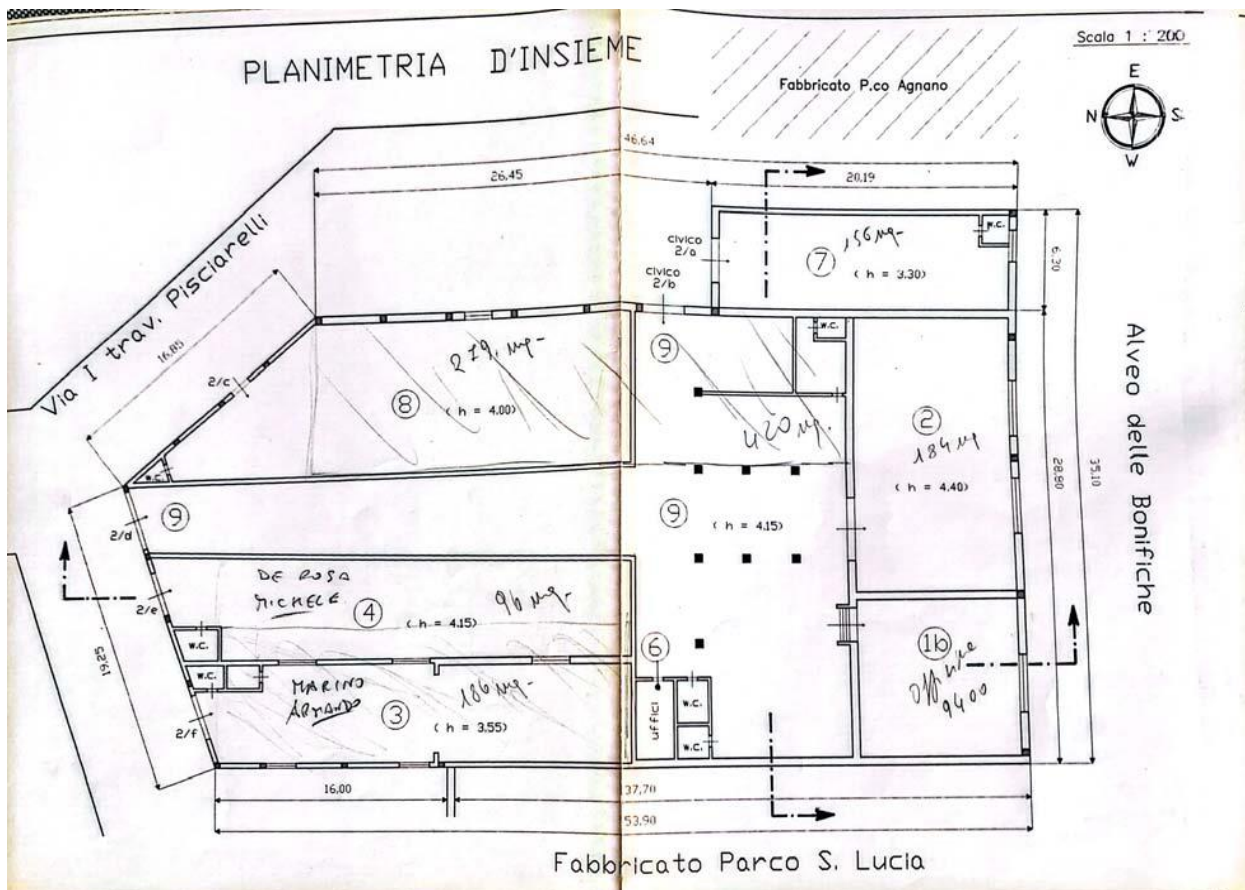 Scala 1 : 200
PLANIMETRIA D'INSIEME
Fabbricato P.co Agnano
E
N
S
W
46,64
26.45
20,19
civico
2/a
7
156 mq-
W.C.
( h = 3.30)
6.30
civico
2/b
Via I trav. Pisciarelli
16,85
2/c
8
279. mq-
( h = 4.00)
W.C.
9
W.C.
420 mq.
2
184 mq
( h = 4.40)
Alveo delle Bonifiche
28,80
35,10
9
2/d
9
( h = 4.15)
2/e
DE ROSA
MICHELE
4
96 mq-
( h = 4.15)
W.C.
19,25
W.C.
2/f
MARINO
ARMANDO
3
186 mq-
( h = 3.55)
6
uffici
W.C.
W.C.
1b
16,00
37,70
53,90
Fabbricato Parco S. Lucia